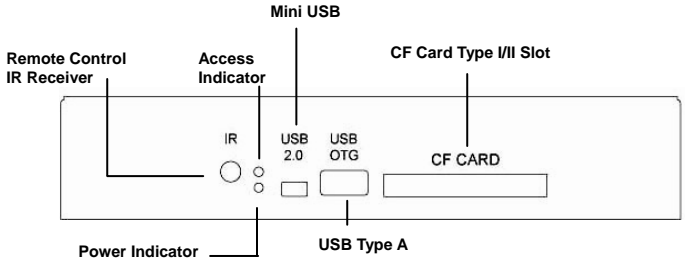 Mini USB
Remote Control
IR Receiver
Access
Indicator
CF Card Type I/II Slot
IR
USB
2.0
USB
OTG
CF CARD
Power Indicator
USB Type A